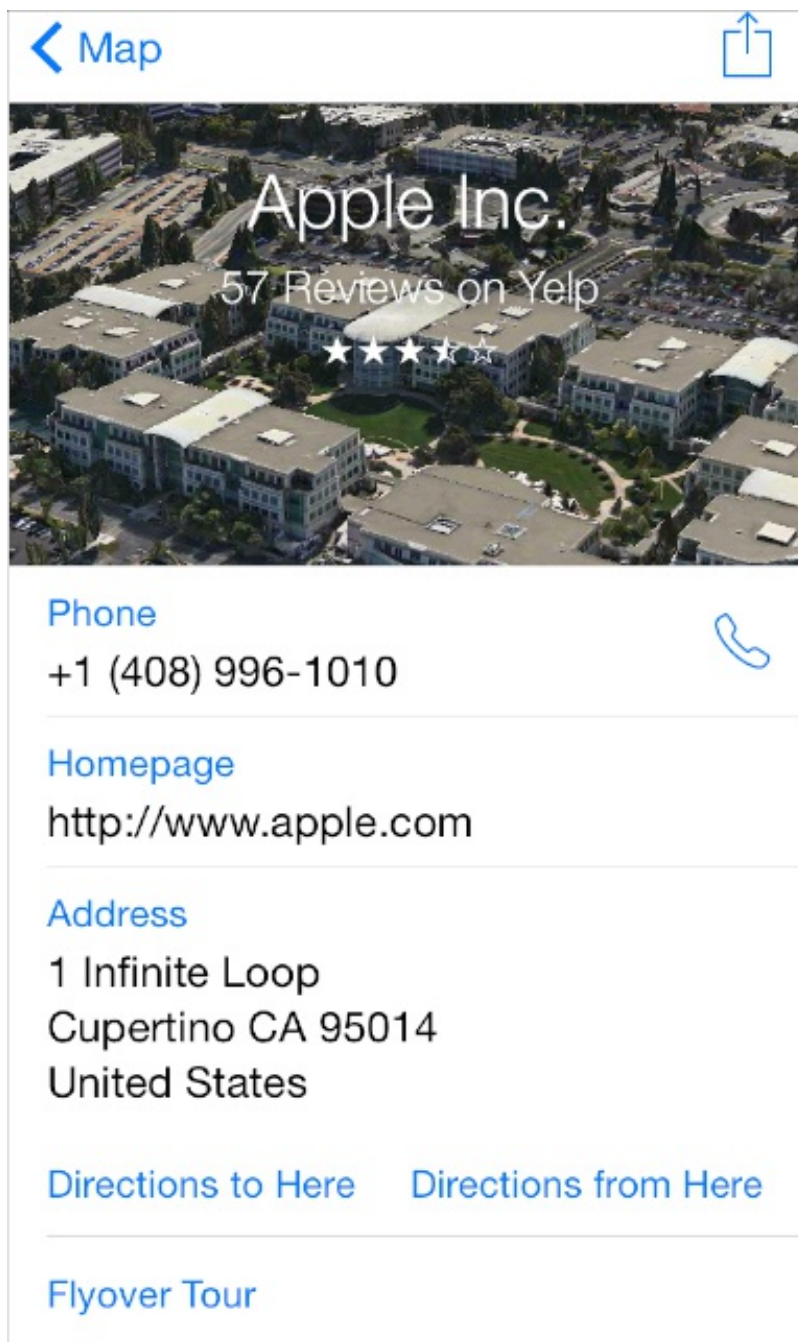 Map
Apple Inc.
57 Reviews on Yelp
Phone
+1 (408) 996-1010
Homepage
http://www.apple.com
Address
1 Infinite Loop
Cupertino CA 95014
United States
Directions to Here Directions from Here
Flyover Tour